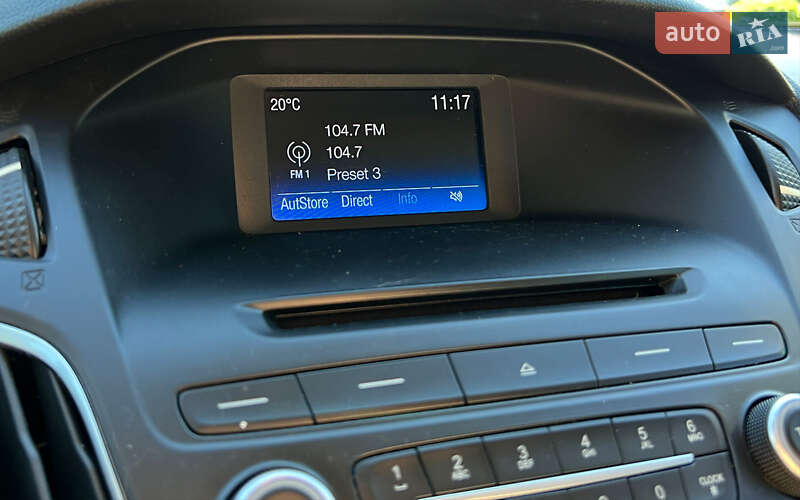 auto RIA
.com
20°C 11:17
104.7 FM
104.7
FM 1 Preset 3
AutStore Direct Info
1 2 ABC 3 DEF 4 GHI 5 JKL 6 MNO
0 CLOCK